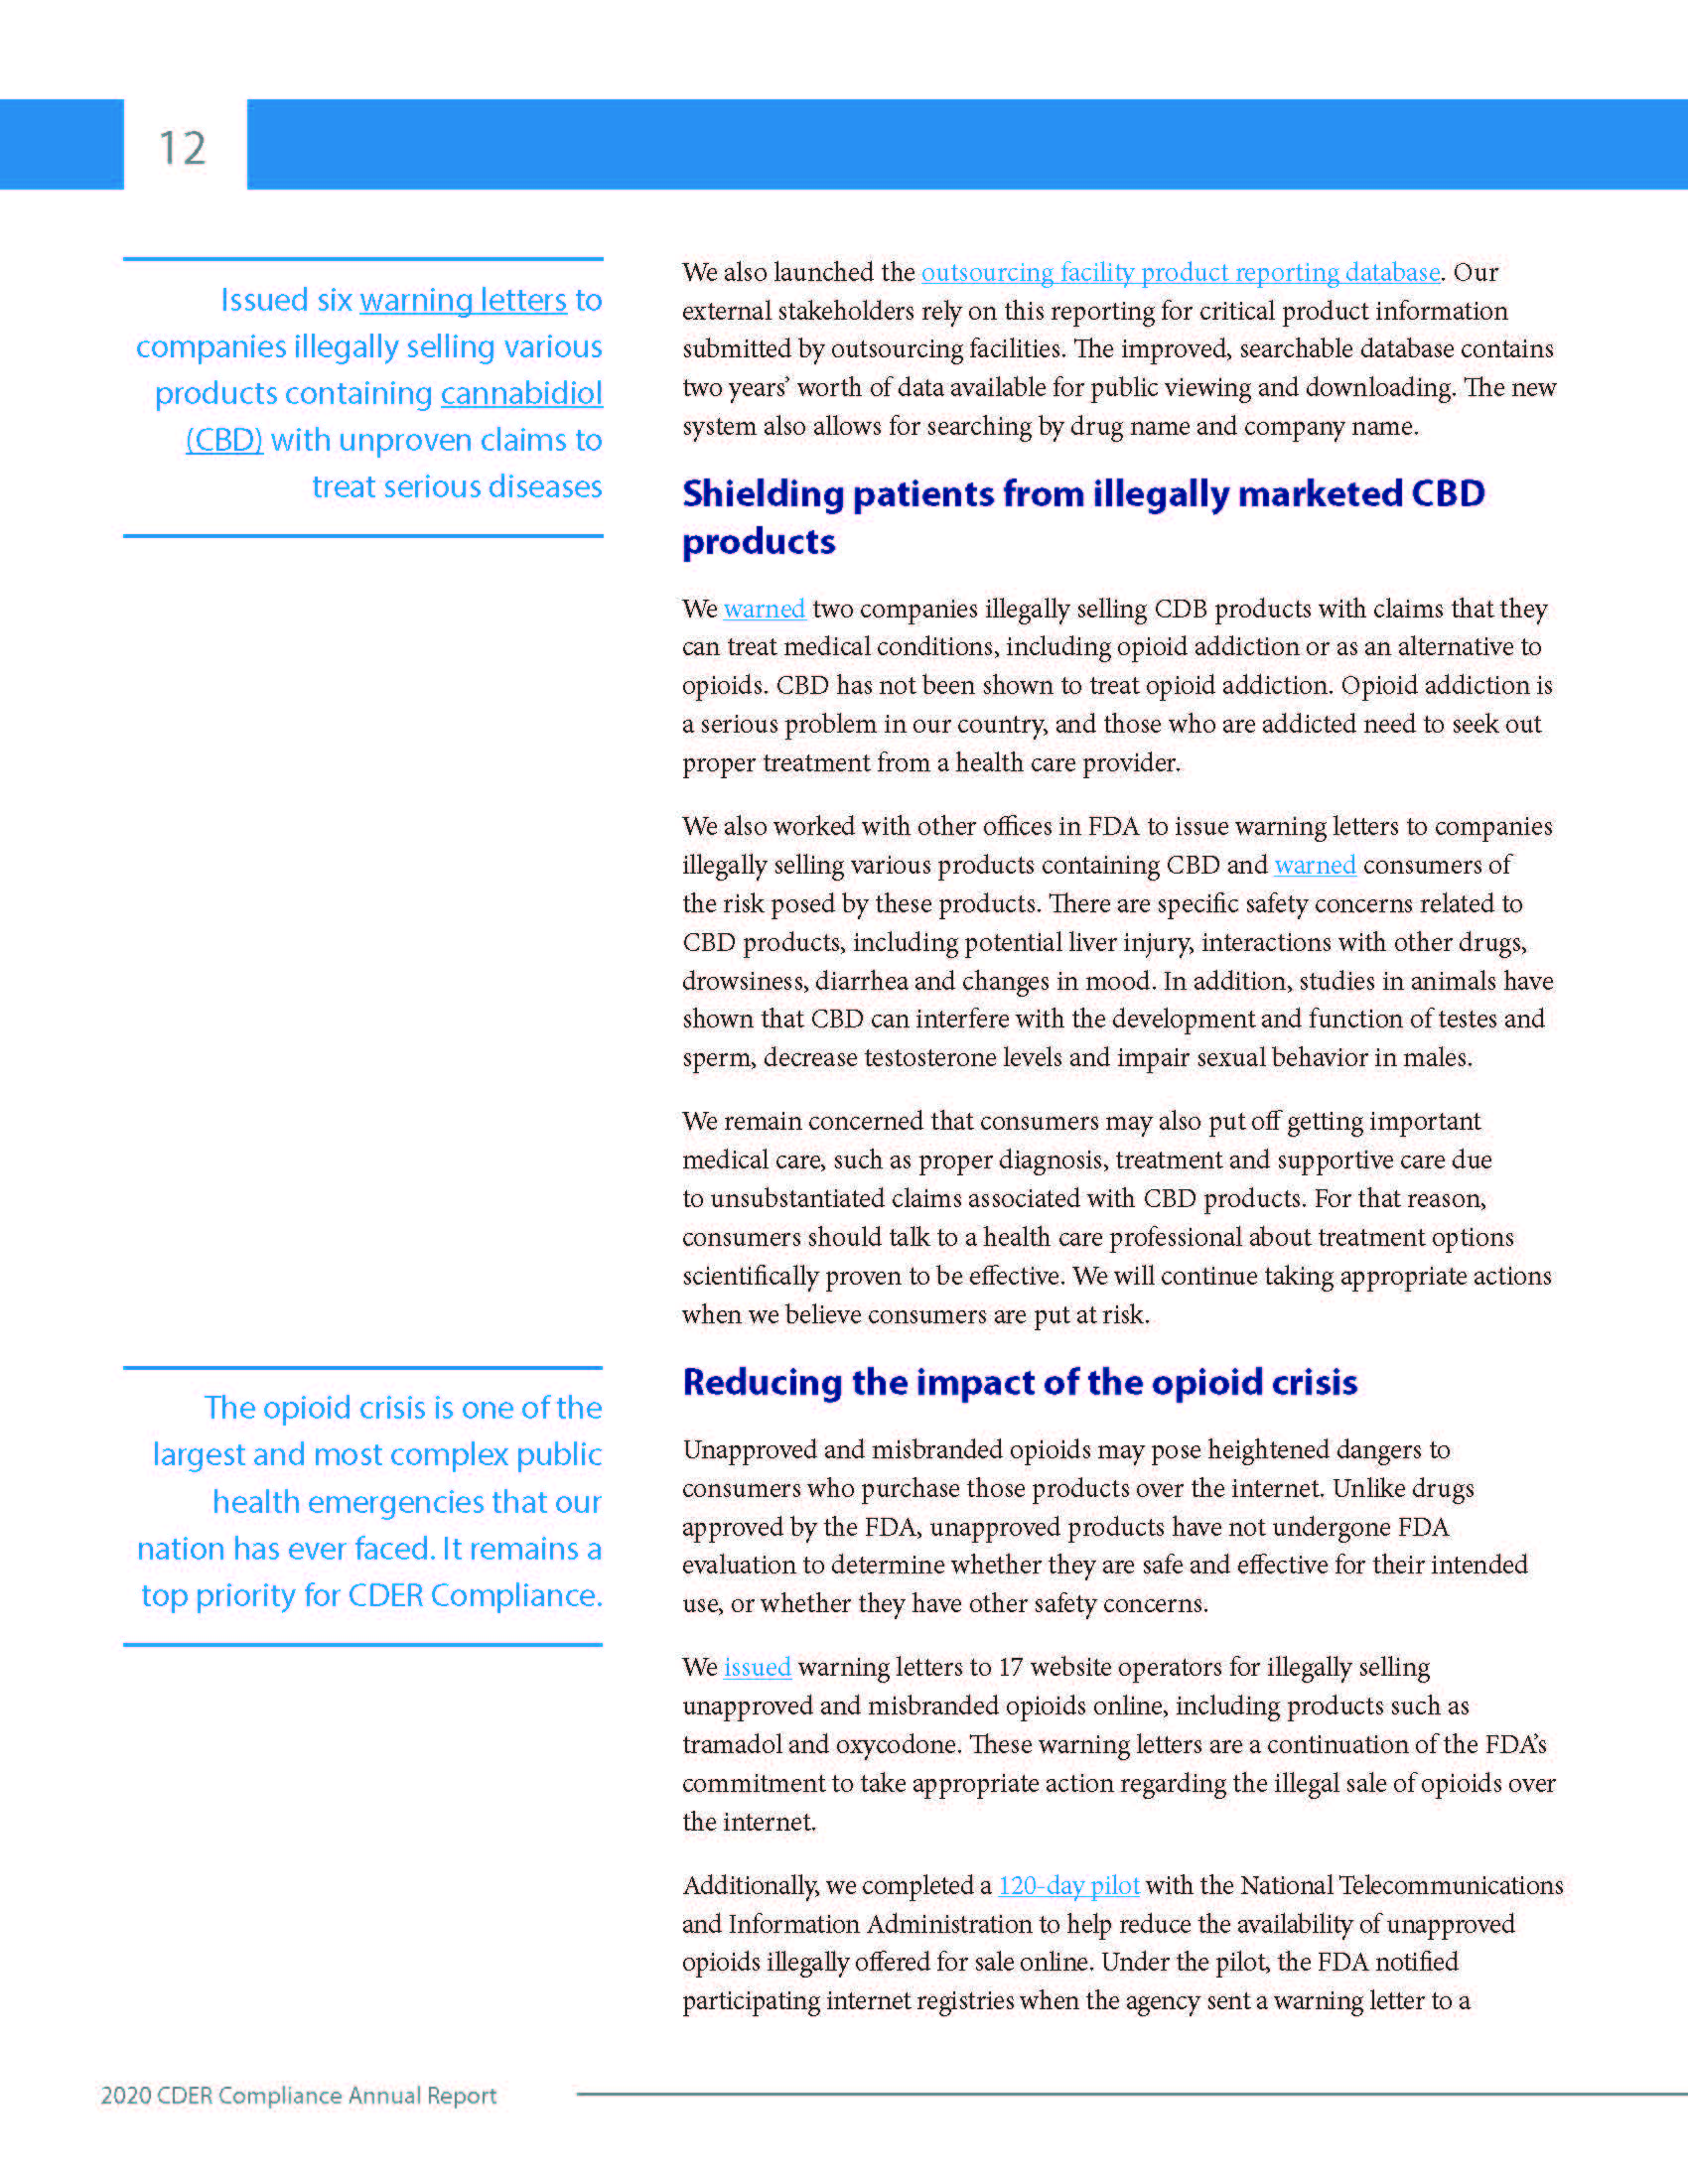 12
Issued six warning letters to
companies illegally selling various
products containing cannabidiol
(CBD) with unproven claims to
treat serious diseases
We also launched the outsourcing facility product reporting database. Our
external stakeholders rely on this reporting for critical product information
submitted by outsourcing facilities. The improved, searchable database contains
two years’ worth of data available for public viewing and downloading. The new
system also allows for searching by drug name and company name.
Shielding patients from illegally marketed CBD
products
We warned two companies illegally selling CDB products with claims that they
can treat medical conditions, including opioid addiction or as an alternative to
opioids. CBD has not been shown to treat opioid addiction. Opioid addiction is
a serious problem in our country, and those who are addicted need to seek out
proper treatment from a health care provider.
We also worked with other offices in FDA to issue warning letters to companies
illegally selling various products containing CBD and warned consumers of
the risk posed by these products. There are specific safety concerns related to
CBD products, including potential liver injury, interactions with other drugs,
drowsiness, diarrhea and changes in mood. In addition, studies in animals have
shown that CBD can interfere with the development and function of testes and
sperm, decrease testosterone levels and impair sexual behavior in males.
We remain concerned that consumers may also put off getting important
medical care, such as proper diagnosis, treatment and supportive care due
to unsubstantiated claims associated with CBD products. For that reason,
consumers should talk to a health care professional about treatment options
scientifically proven to be effective. We will continue taking appropriate actions
when we believe consumers are put at risk.
The opioid crisis is one of the
largest and most complex public
health emergencies that our
nation has ever faced. It remains a
top priority for CDER Compliance.
Reducing the impact of the opioid crisis
Unapproved and misbranded opioids may pose heightened dangers to
consumers who purchase those products over the internet. Unlike drugs
approved by the FDA, unapproved products have not undergone FDA
evaluation to determine whether they are safe and effective for their intended
use, or whether they have other safety concerns.
We issued warning letters to 17 website operators for illegally selling
unapproved and misbranded opioids online, including products such as
tramadol and oxycodone. These warning letters are a continuation of the FDA’s
commitment to take appropriate action regarding the illegal sale of opioids over
the internet.
Additionally, we completed a 120-day pilot with the National Telecommunications
and Information Administration to help reduce the availability of unapproved
opioids illegally offered for sale online. Under the pilot, the FDA notified
participating internet registries when the agency sent a warning letter to a
2020 CDER Compliance Annual Report